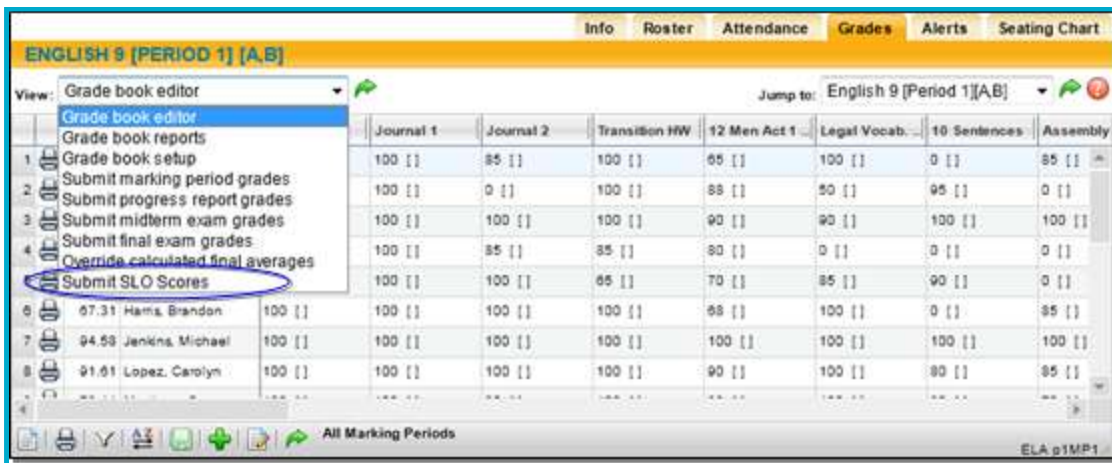 Info Roster Attendance Grades Alerts Seating Chart
ENGLISH 9 [PERIOD 1] [A,B]
View: Grade book editor Jump to: English 9 [Period 1][A,B]
Grade book editor
Grade book reports
Grade book setup
Submit marking period grades
Submit progress report grades
Submit midterm exam grades
Submit final exam grades
Override calculated final averages
Submit SLO Scores
Journal 1 Journal 2 Transition HW 12 Men Act 1 ... Legal Vocab. ... 10 Sentences Assembly
1 100 [] 85 [] 100 [] 65 [] 100 [] 0 [] 85 []
2 100 [] 0 [] 100 [] 88 [] 50 [] 95 [] 0 []
3 100 [] 100 [] 100 [] 90 [] 90 [] 100 [] 100 []
4 100 [] 85 [] 85 [] 80 [] 0 [] 0 [] 0 []
100 [] 100 [] 65 [] 70 [] 85 [] 90 [] 0 []
6 67.31 Harris, Brandon 100 [] 100 [] 100 [] 100 [] 68 [] 100 [] 0 [] 85 []
7 94.58 Jenkins, Michael 100 [] 100 [] 100 [] 100 [] 100 [] 100 [] 100 [] 100 []
8 91.61 Lopez, Carolyn 100 [] 100 [] 100 [] 100 [] 90 [] 100 [] 80 [] 85 []
All Marking Periods
ELA p1MP1